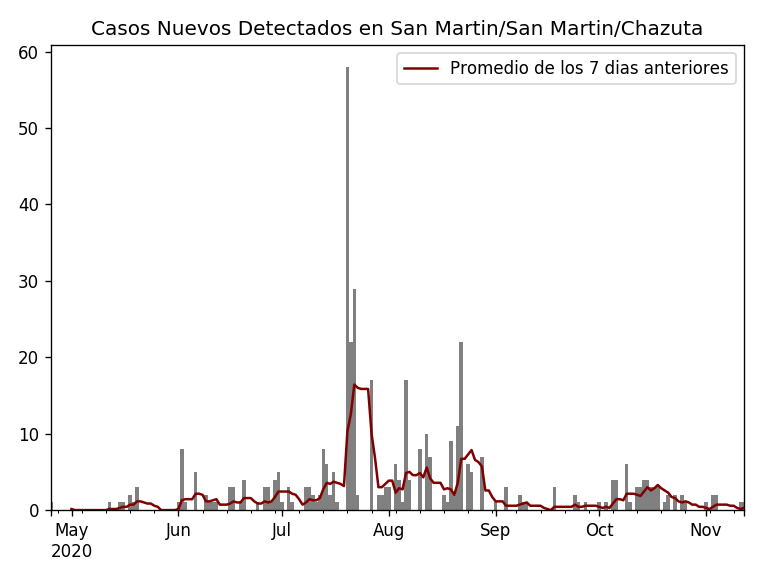 Casos Nuevos Detectados en San Martin/San Martin/Chazuta
Promedio de los 7 dias anteriores
60
50
40
30
20
10
0
May Jun Jul Aug Sep Oct Nov
2020